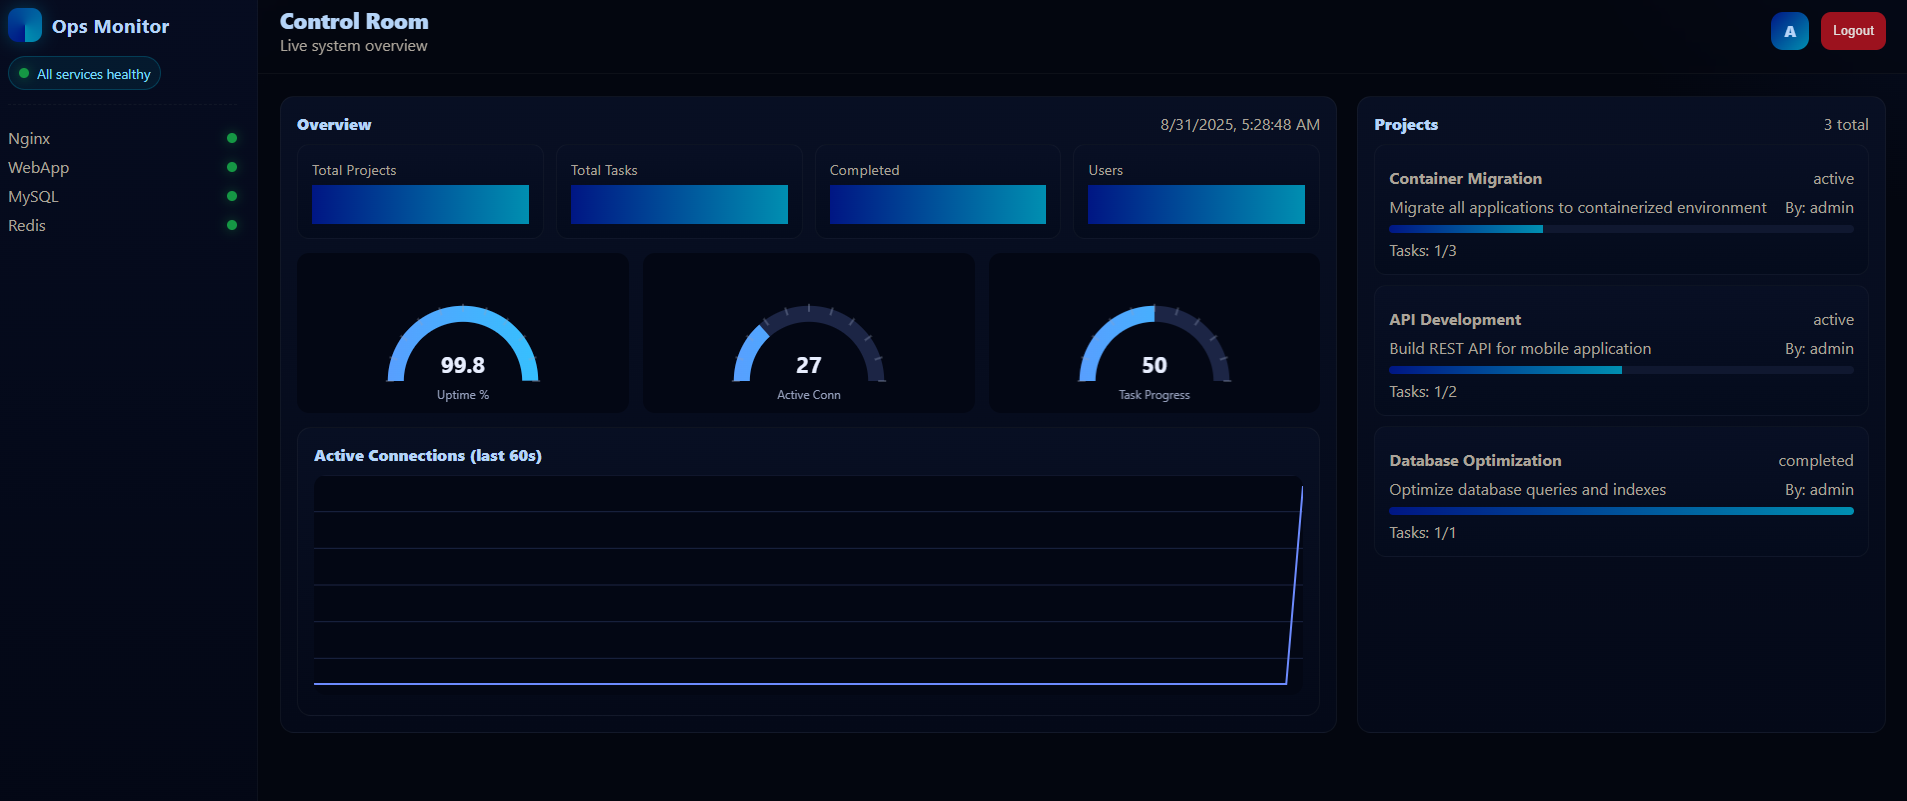 Ops Monitor
All services healthy
Nginx
WebApp
MySQL
Redis
Control Room
Live system overview
A
Logout
Overview
8/31/2025, 5:28:48 AM
Total Projects
Total Tasks
Completed
Users
99.8
Uptime %
27
Active Conn
50
Task Progress
Active Connections (last 60s)
Projects
3 total
Container Migration
active
Migrate all applications to containerized environment
By: admin
Tasks: 1/3
API Development
active
Build REST API for mobile application
By: admin
Tasks: 1/2
Database Optimization
completed
Optimize database queries and indexes
By: admin
Tasks: 1/1